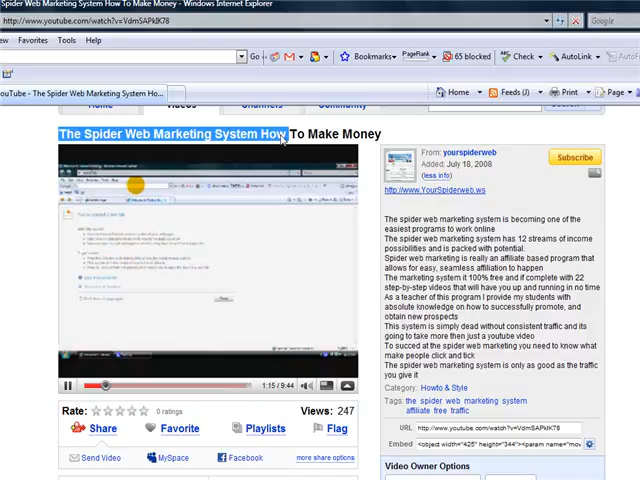 Spider Web Marketing System How To Make Money - Windows Internet Explorer
http://www.youtube.com/watch?v=VdmSAPkIK78
Google
Favorites Tools Help
Go Bookmarks PageRank 65 blocked Check AutoLink AutoF
ouTube - The Spider Web Marketing System Ho...
Home Feeds (J) Print Page
Home Videos Channels Community Search
The Spider Web Marketing System How To Make Money
From: yourspiderweb
Added: July 18, 2008
(less info)
Subscribe
http://www.YourSpiderweb.ws
The spider web marketing system is becoming one of the
easiest programs to work online
The spider web marketing system has 12 streams of income
possibilities and is packed with potential.
Spider web marketing is really an affiliate based program that
allows for easy, seamless affiliation to happen
The marketing system it 100% free and if complete with 22
step-by-step videos that will have you up and running in no time
As a teacher of this program I provide my students with
absolute knowledge on how to successfully promote, and
obtain new prospects
This system is simply dead without consistent traffic and its
going to take more then just a youtube video
To succed at the spider web marketing you need to know what
make people click and tick
The spider web marketing system is only as good as the traffic
you give it
Category: Howto & Style
Tags: the spider web marketing system
affiliate free traffic
URL http://www.youtube.com/watch?v=VdmSAPkIK78
Embed <object width="425" height="344"><param name="mov
Video Owner Options
1:15 / 9:44
Rate: 0 ratings Views: 247
Share Favorite Playlists Flag
Send Video MySpace Facebook more share options